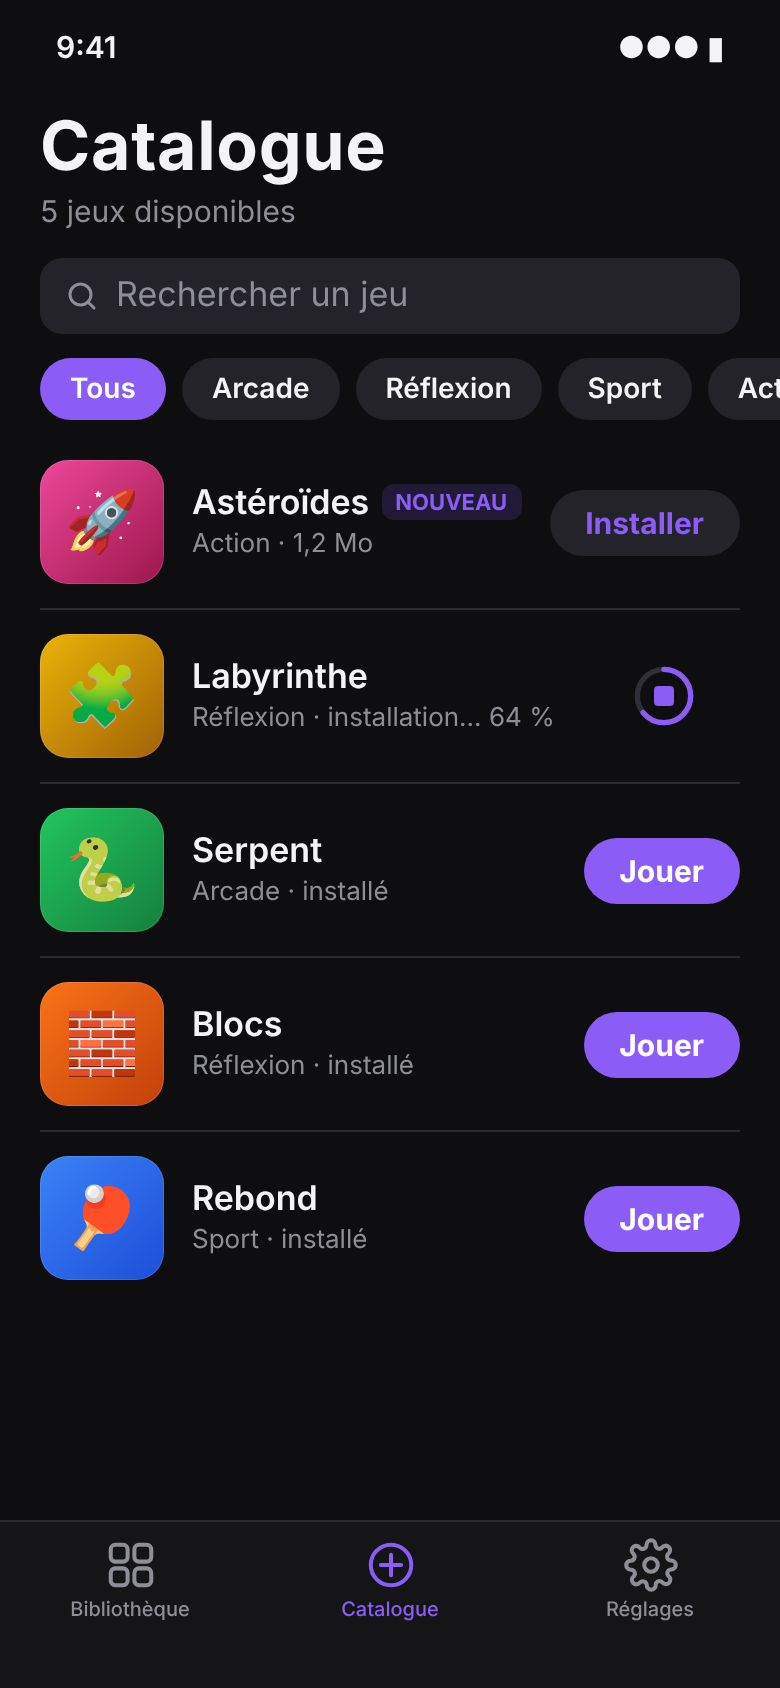 9:41
Catalogue
5 jeux disponibles
Rechercher un jeu
Tous Arcade Réflexion Sport Act
Astéroïdes NOUVEAU
Action · 1,2 Mo
Installer
Labyrinthe
Réflexion · installation... 64 %
Serpent
Arcade · installé
Jouer
Blocs
Réflexion · installé
Jouer
Rebond
Sport · installé
Jouer
Bibliothèque Catalogue Réglages